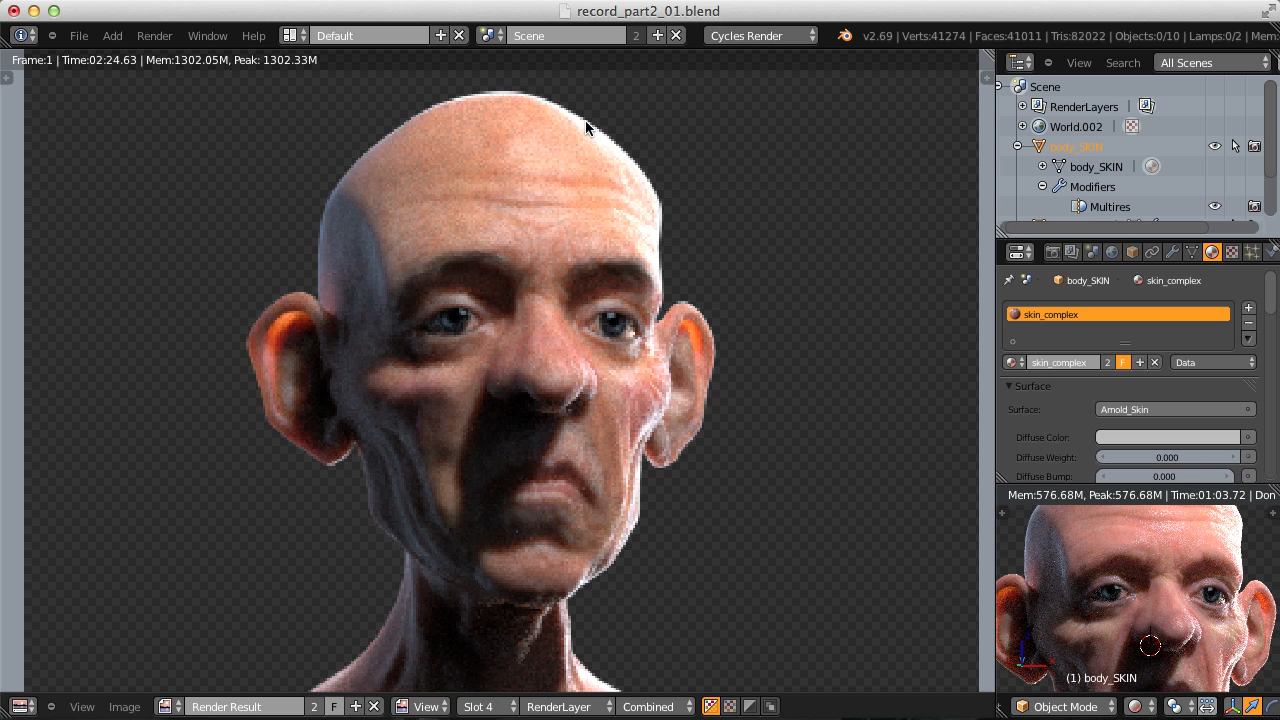 record_part2_01.blend
File Add Render Window Help Default Scene 2 Cycles Render v2.69 | Verts:41274 | Faces:41011 | Tris:82022 | Objects:0/10 | Lamps:0/2 | Mem:
Frame:1 | Time:02:24.63 | Mem:1302.05M, Peak: 1302.33M
View Search All Scenes
Scene
RenderLayers |
World.002 |
body_SKIN
body_SKIN |
Modifiers
Multires
body_SKIN skin_complex
skin_complex
skin_complex 2 F Data
Surface
Surface: Arnold_Skin
Diffuse Color:
Diffuse Weight: 0.000
Diffuse Bump: 0.000
Mem:576.68M, Peak:576.68M | Time:01:03.72 | Don
(1) body_SKIN
View Image Render Result 2 F View Slot 4 RenderLayer Combined
Object Mode